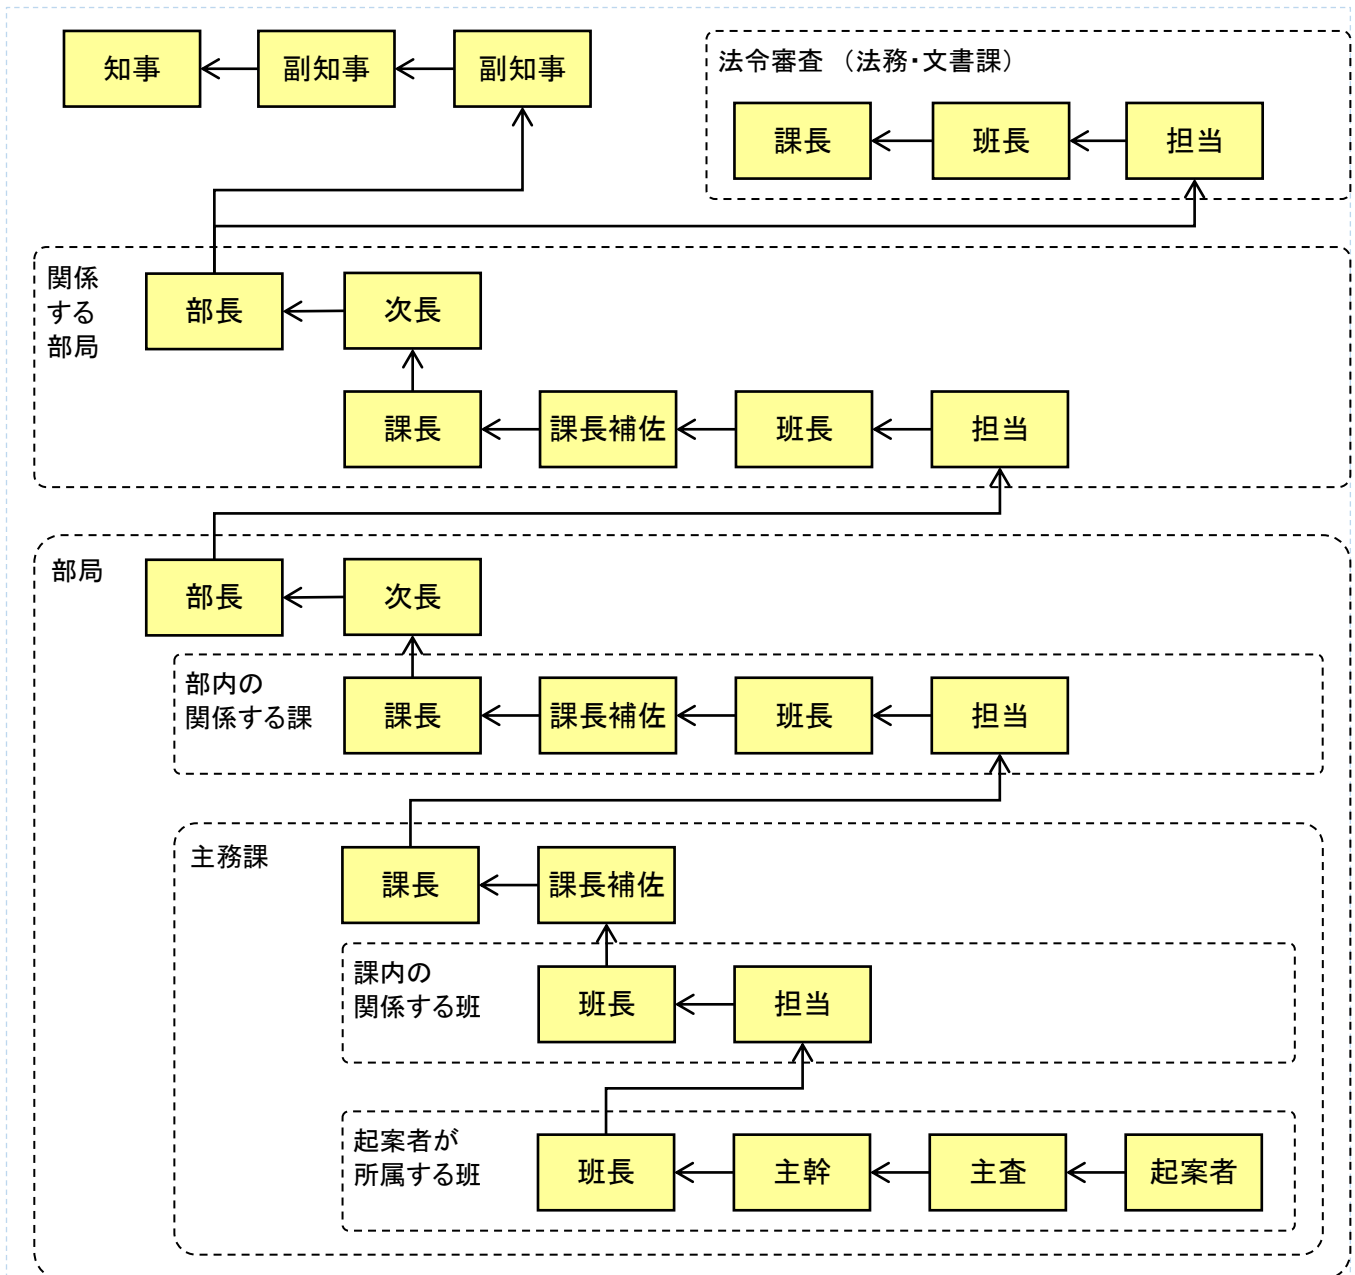 知事
副知事
副知事
法令審査 （法務・文書課）
課長
班長
担当
関係
する
部局
部長
次長
課長
課長補佐
班長
担当
部局
部長
次長
部内の
関係する課
課長
課長補佐
班長
担当
主務課
課長
課長補佐
課内の
関係する班
班長
担当
起案者が
所属する班
班長
主幹
主査
起案者